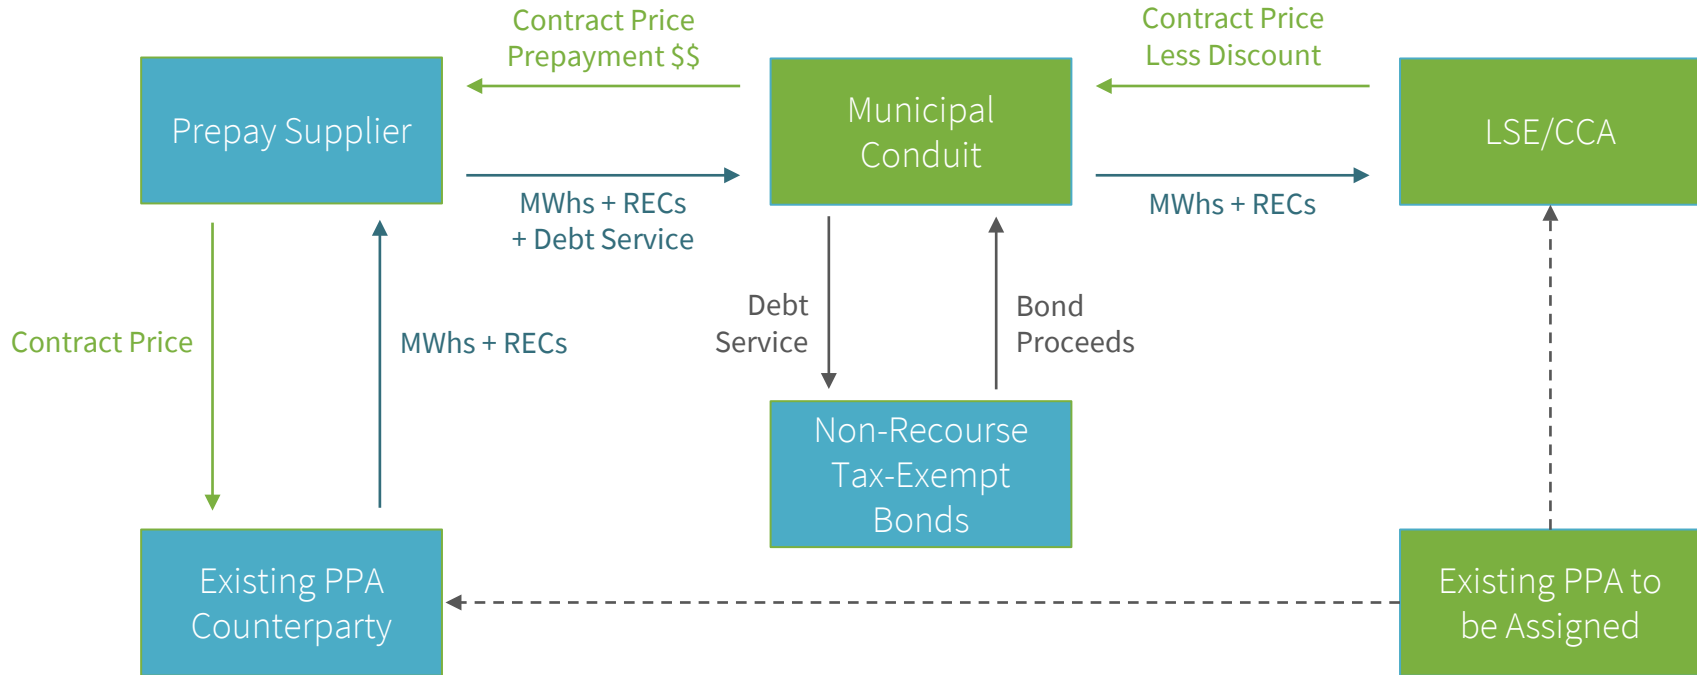 Contract Price
Prepayment $$
Contract Price
Less Discount
Prepay Supplier
Municipal
Conduit
LSE/CCA
MWhs + RECs
+ Debt Service
MWhs + RECs
Contract Price
MWhs + RECs
Debt
Service
Bond
Proceeds
Non-Recourse
Tax-Exempt
Bonds
Existing PPA
Counterparty
Existing PPA to
be Assigned